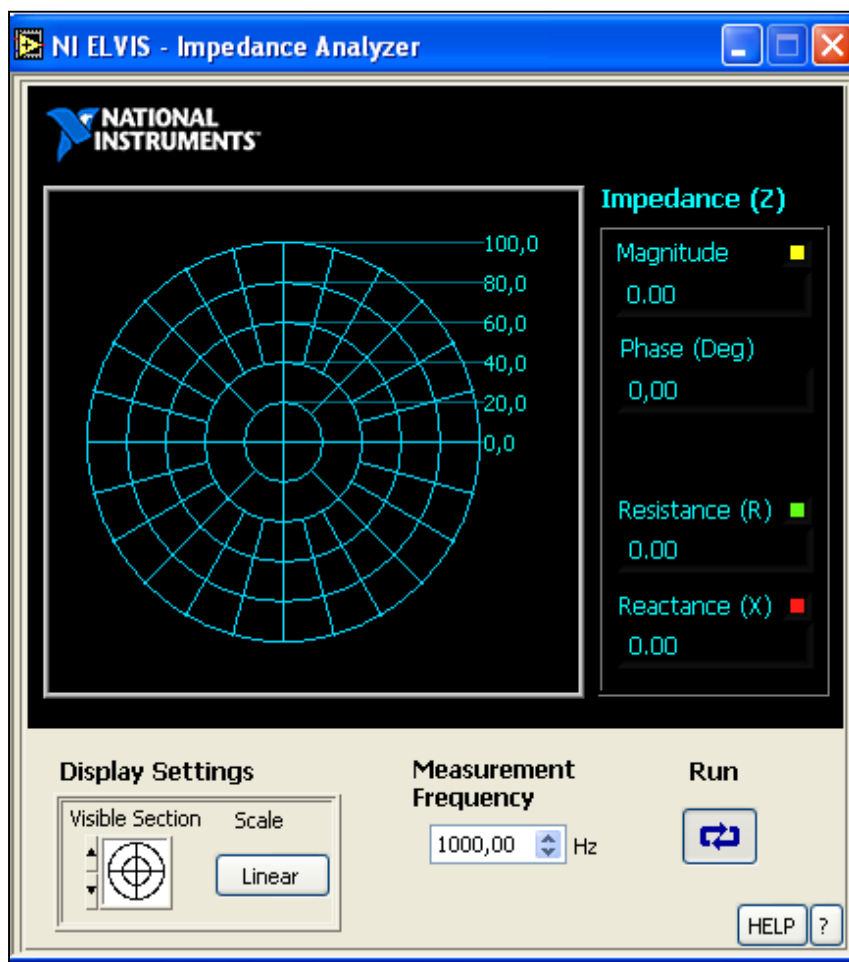 NI ELVIS - Impedance Analyzer
NATIONAL
INSTRUMENTS™
100,0
80,0
60,0
40,0
20,0
0,0
Impedance (Z)
Magnitude
0.00
Phase (Deg)
0,00
Resistance (R)
0.00
Reactance (X)
0.00
Display Settings
Visible Section
Scale
Linear
Measurement
Frequency
1000,00 Hz
Run
HELP
?